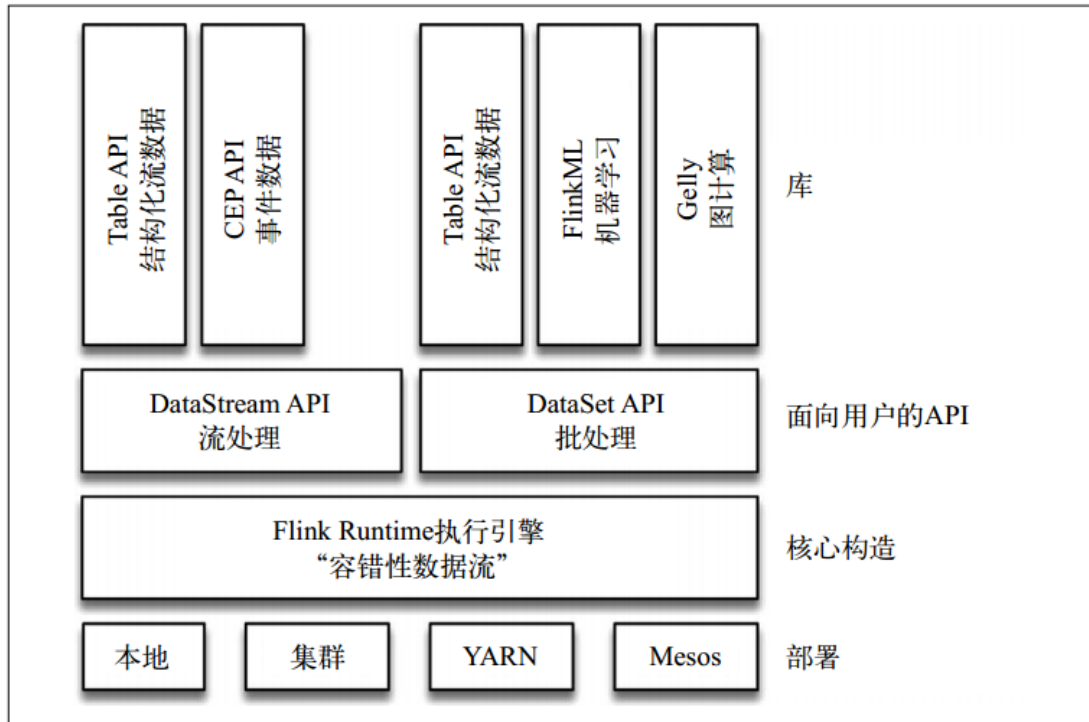 Table API
结构化流数据
CEP API
事件数据
Table API
结构化流数据
FlinkML
机器学习
Gelly
图计算
库
DataStream API
流处理
DataSet API
批处理
面向用户的API
Flink Runtime执行引擎
“容错性数据流”
核心构造
本地
集群
YARN
Mesos
部署